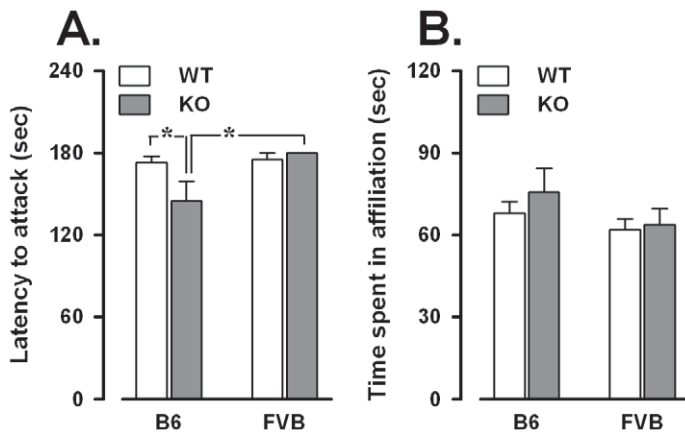 A.
Latency to attack (sec)
240
180
120
60
0
WT
KO
*
*
B6
FVB
B.
Time spent in affiliation (sec)
120
90
60
30
0
WT
KO
B6
FVB